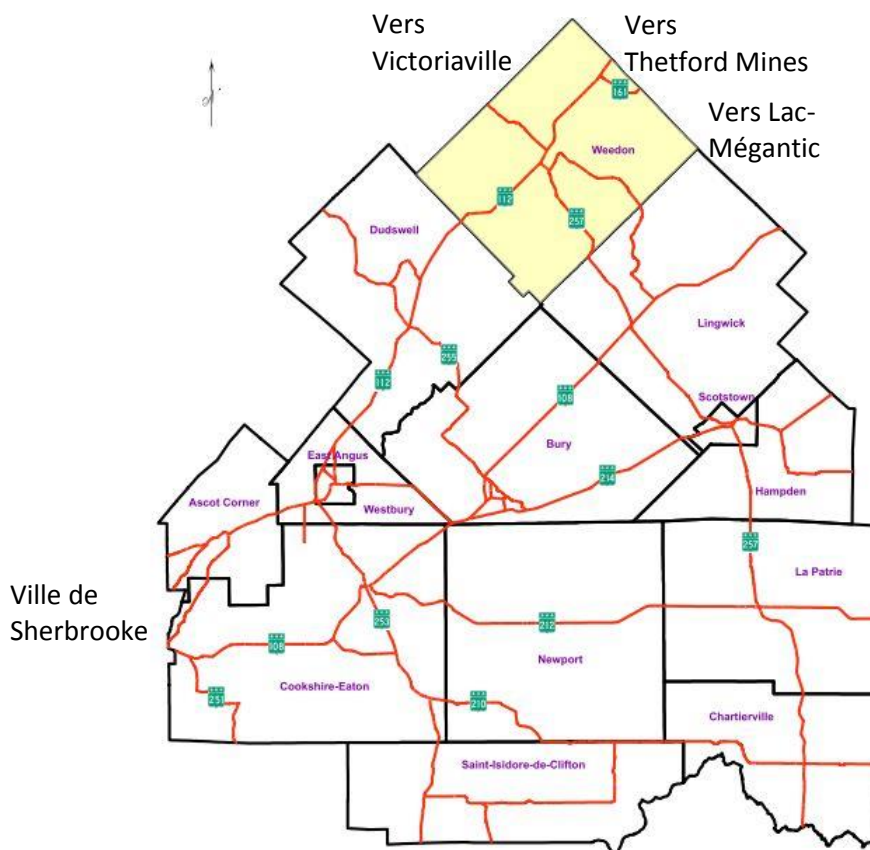 Vers
Victoriaville
Vers
Thetford Mines
161
Vers Lac-
Mégantic
Weedon
112
257
Dudswell
Lingwick
255
112
108
Scotstown
Bury
East Angus
214
Ascot Corner
Westbury
Hampden
257
La Patrie
Ville de
Sherbrooke
253
212
108
Newport
Cookshire-Eaton
251
210
Chartierville
Saint-Isidore-de-Clifton